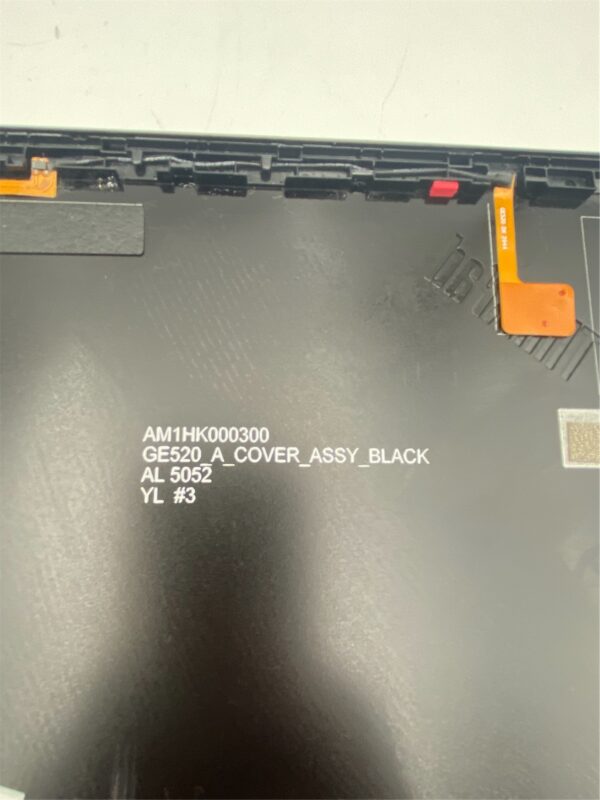 AM1HK000300
GE520_A_COVER_ASSY_BLACK
AL 5052
YL #3